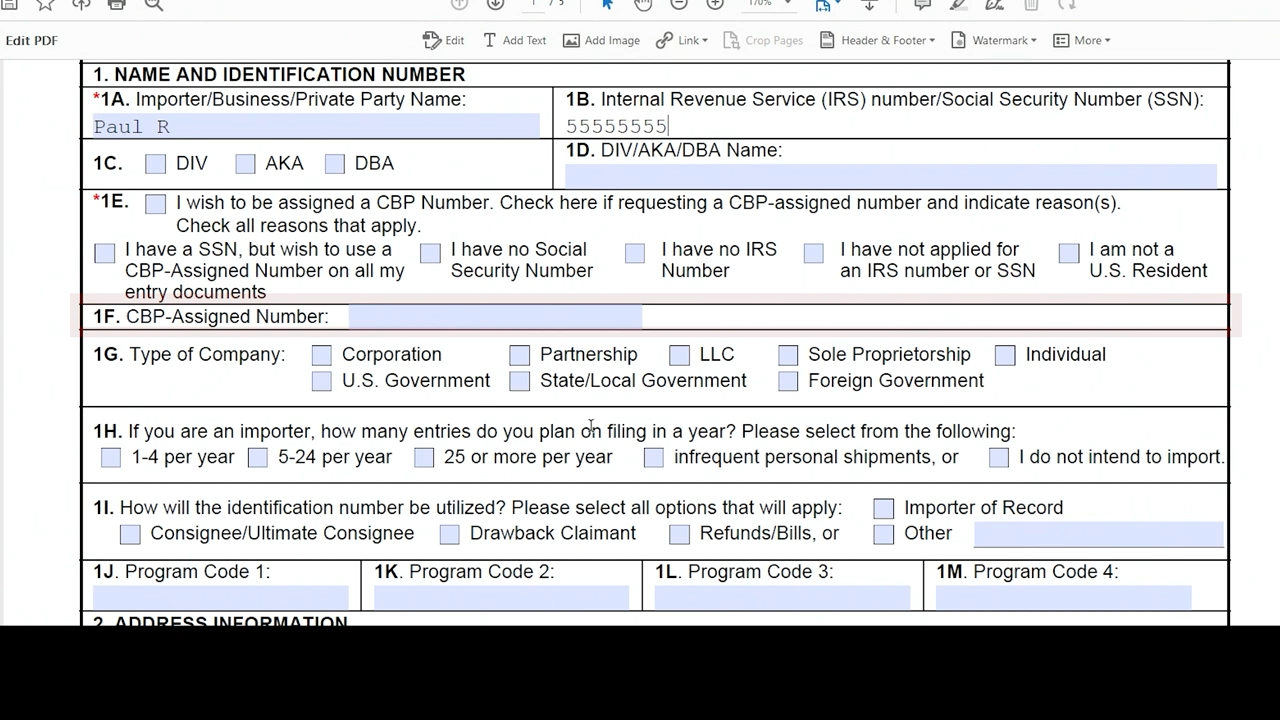 170%
Edit PDF
Edit
Add Text
Add Image
Link
Crop Pages
Header & Footer
Watermark
More
1. NAME AND IDENTIFICATION NUMBER
*1A. Importer/Business/Private Party Name:
Paul R
1B. Internal Revenue Service (IRS) number/Social Security Number (SSN):
55555555
1C. DIV AKA DBA
1D. DIV/AKA/DBA Name:
*1E. I wish to be assigned a CBP Number. Check here if requesting a CBP-assigned number and indicate reason(s).
Check all reasons that apply.
I have a SSN, but wish to use a
CBP-Assigned Number on all my
entry documents
I have no Social
Security Number
I have no IRS
Number
I have not applied for
an IRS number or SSN
I am not a
U.S. Resident
1F. CBP-Assigned Number:
1G. Type of Company: Corporation Partnership LLC Sole Proprietorship Individual
U.S. Government State/Local Government Foreign Government
1H. If you are an importer, how many entries do you plan on filing in a year? Please select from the following:
1-4 per year 5-24 per year 25 or more per year infrequent personal shipments, or I do not intend to import.
1I. How will the identification number be utilized? Please select all options that will apply: Importer of Record
Consignee/Ultimate Consignee Drawback Claimant Refunds/Bills, or Other
1J. Program Code 1:
1K. Program Code 2:
1L. Program Code 3:
1M. Program Code 4:
2. ADDRESS INFORMATION